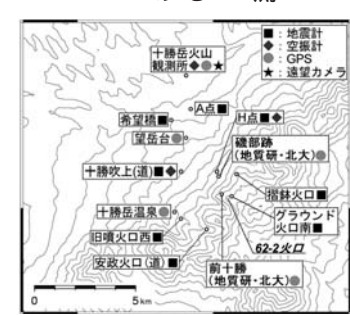 ■：地震計
◆：空振計
●：GPS
★：遠望カメラ
十勝岳火山
観測所◆●★
A点■
希望橋■
H点■◆
望岳台●
磯部跡
(地質研・北大)●
十勝吹上(道)■◆
摺鉢火口■
十勝岳温泉●
グラウンド
火口南■
旧噴火口西■
62-2火口
安政火口(道)■
前十勝
(地質研・北大)●
0 5km